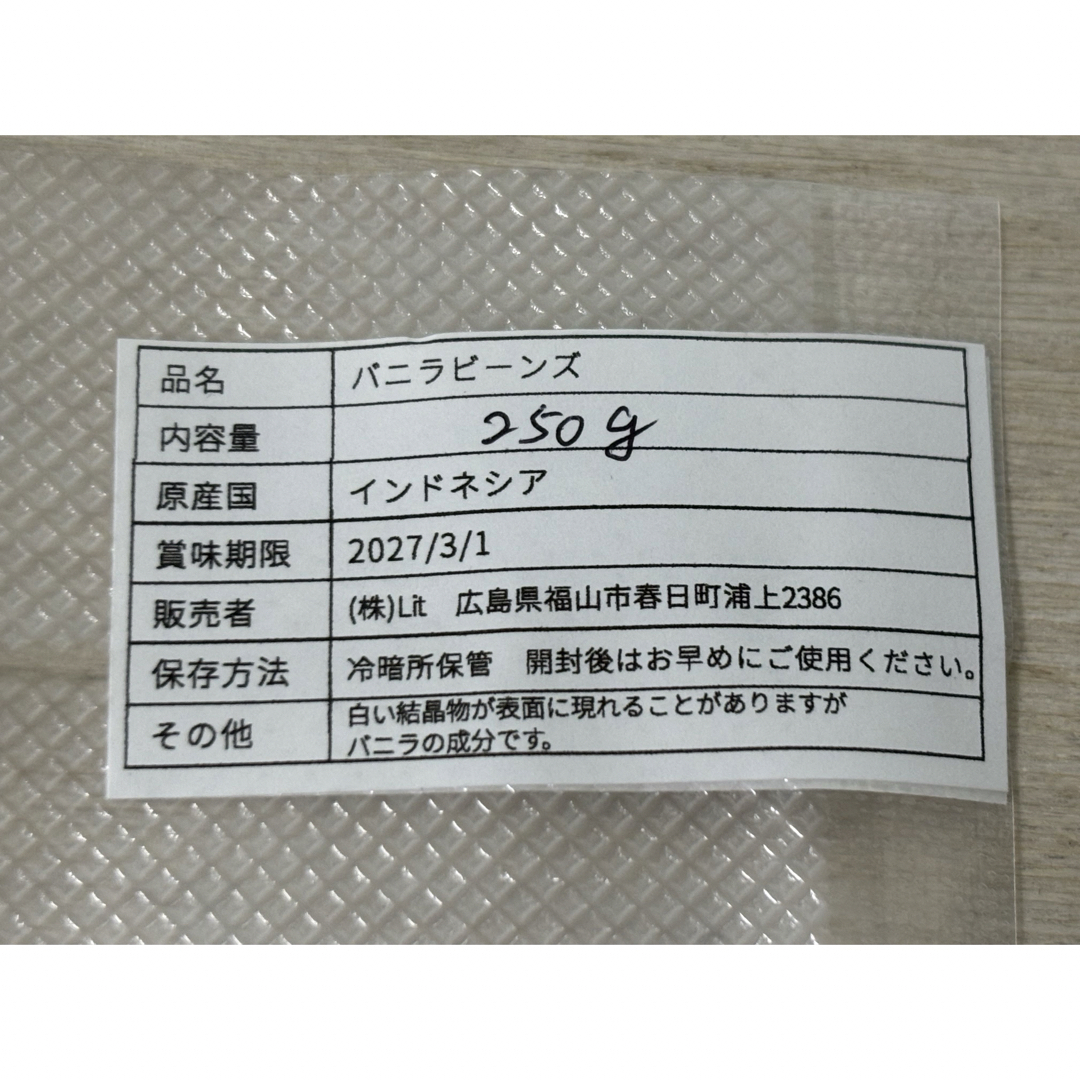 品名 バニラビーンズ
内容量 250g
原産国 インドネシア
賞味期限 2027/3/1
販売者 (株)Lit 広島県福山市春日町浦上2386
保存方法 冷暗所保管 開封後はお早めにご使用ください。
その他 白い結晶物が表面に現れることがありますが
バニラの成分です。